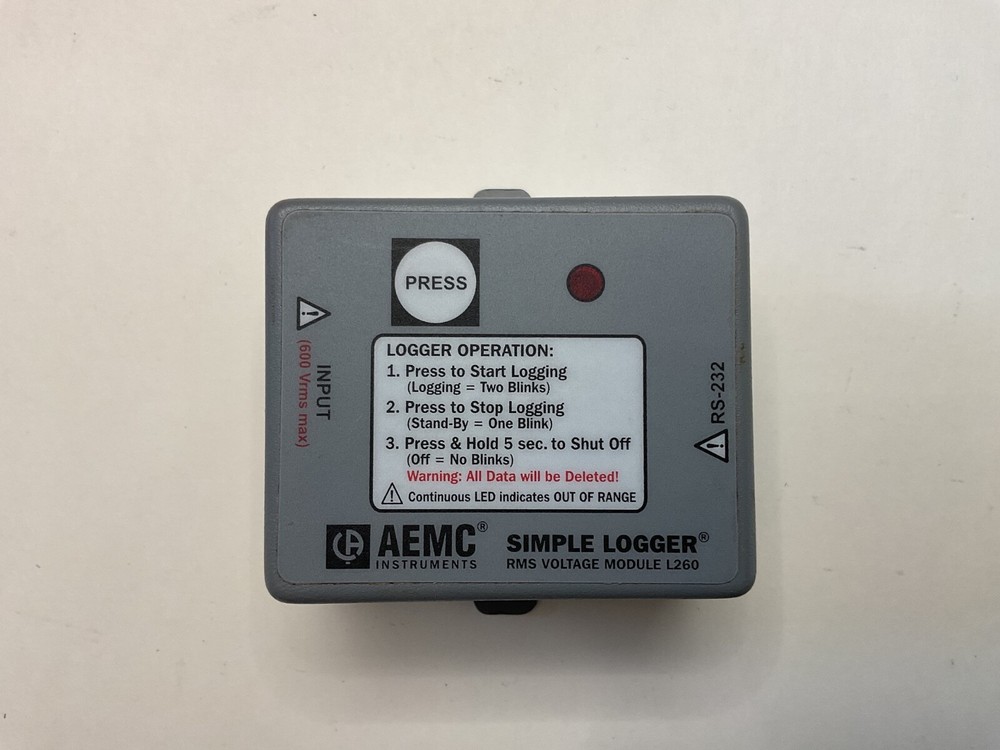 PRESS
INPUT
(600 Vrms max)
RS-232
LOGGER OPERATION:
1. Press to Start Logging
(Logging = Two Blinks)
2. Press to Stop Logging
(Stand-By = One Blink)
3. Press & Hold 5 sec. to Shut Off
(Off = No Blinks)
Warning: All Data will be Deleted!
Continuous LED indicates OUT OF RANGE
AEMC®
INSTRUMENTS
SIMPLE LOGGER®
RMS VOLTAGE MODULE L260